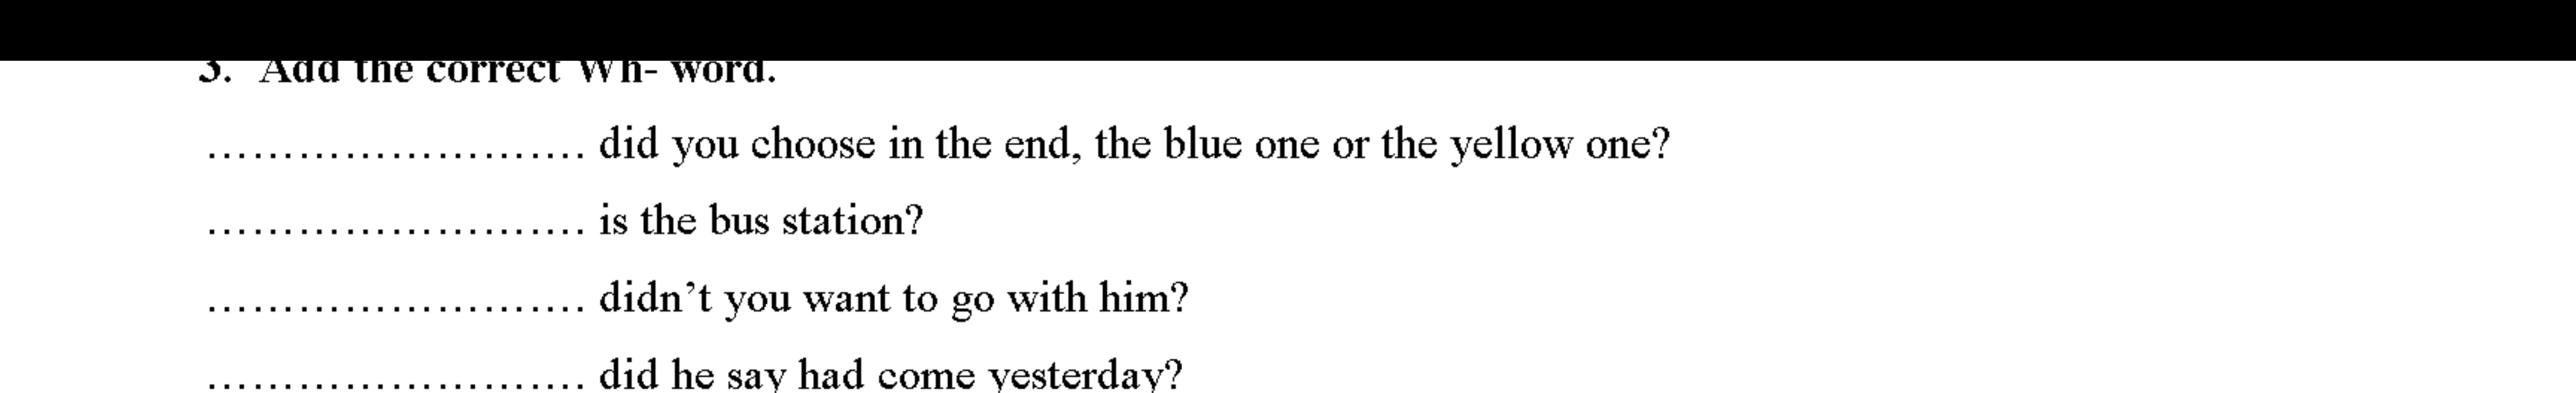 3. Add the correct Wh- word.
......................... did you choose in the end, the blue one or the yellow one?
......................... is the bus station?
......................... didn’t you want to go with him?
......................... did he say had come yesterday?